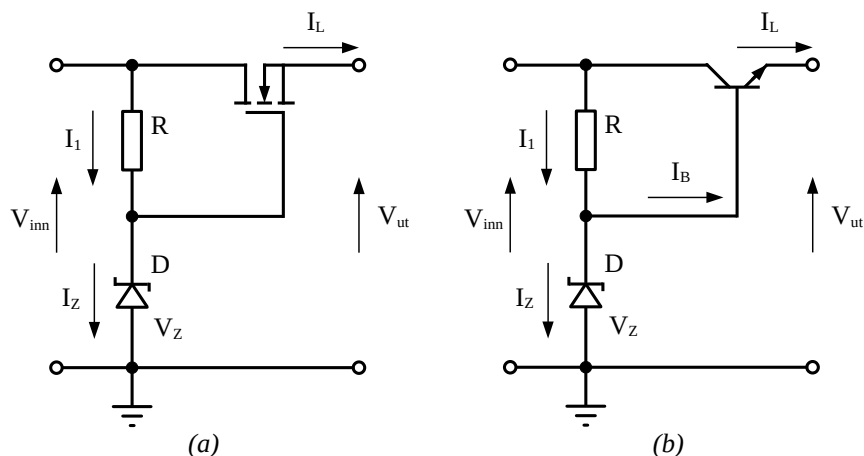 I_L
R
I_1
V_inn
V_ut
D
I_Z
V_Z
(a)
I_L
R
I_1
I_B
V_inn
V_ut
D
I_Z
V_Z
(b)